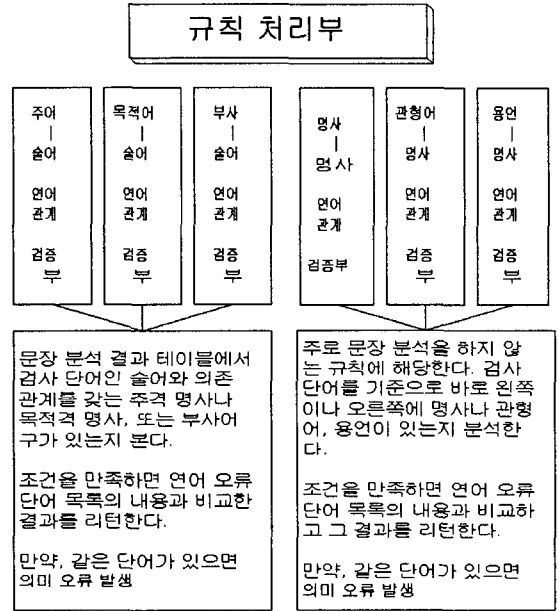 규칙 처리부
주어
|
술어
연어
관계
검증
부
목적어
|
술어
연어
관계
검증
부
부사
|
술어
연어
관계
검증
부
명사
|
명사
연어
관계
검증부
관형어
|
명사
연어
관계
검증
부
용언
|
명사
연어
관계
검증
부
문장 분석 결과 테이블에서
검사 단어인 술어와 의존
관계를 갖는 주격 명사나
목적격 명사, 또는 부사어
구가 있는지 본다.
조건을 만족하면 연어 오류
단어 목록의 내용과 비교한
결과를 리턴한다.
만약, 같은 단어가 있으면
의미 오류 발생
주로 문장 분석을 하지 않
는 규칙에 해당한다. 검사
단어를 기준으로 바로 왼쪽
이나 오른쪽에 명사나 관형
어, 용언이 있는지 분석한
다.
조건을 만족하면 연어 오류
단어 목록의 내용과 비교하
고 그 결과를 리턴한다.
만약, 같은 단어가 있으면
의미 오류 발생